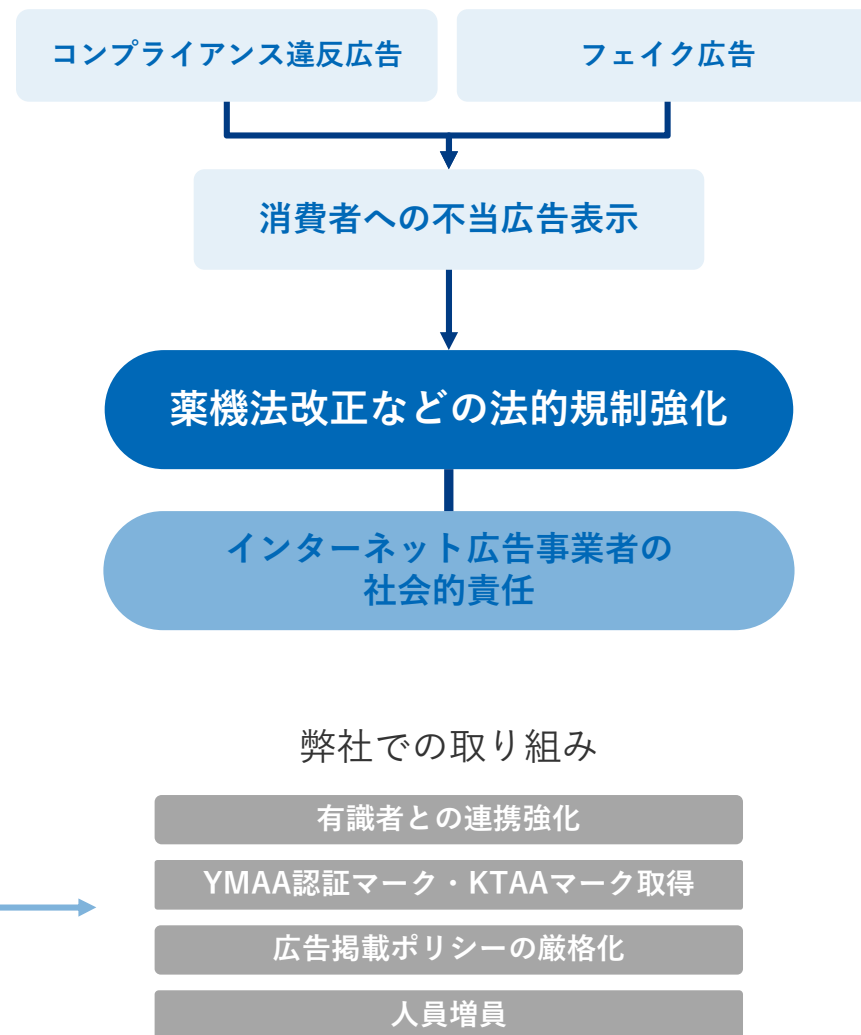 コンプライアンス違反広告
フェイク広告
消費者への不当広告表示
薬機法改正などの法的規制強化
インターネット広告事業者の
社会的責任
弊社での取り組み
有識者との連携強化
YMAA認証マーク・KTAAマーク取得
広告掲載ポリシーの厳格化
人員増員